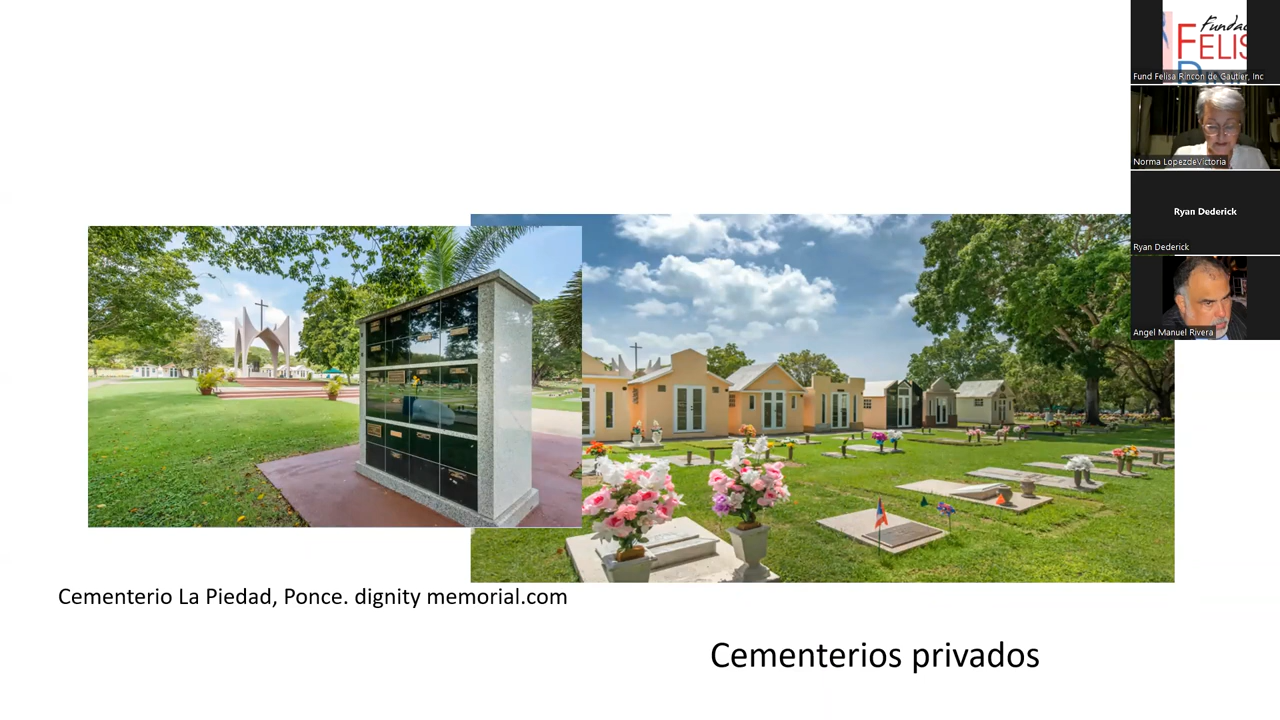 Cementerio La Piedad, Ponce. dignity memorial.com
Cementerios privados
FELIS
Fund Felisa Rincon de Gautier, Inc
Norma LopezdeVictoria
Ryan Dederick
Ryan Dederick
Angel Manuel Rivera